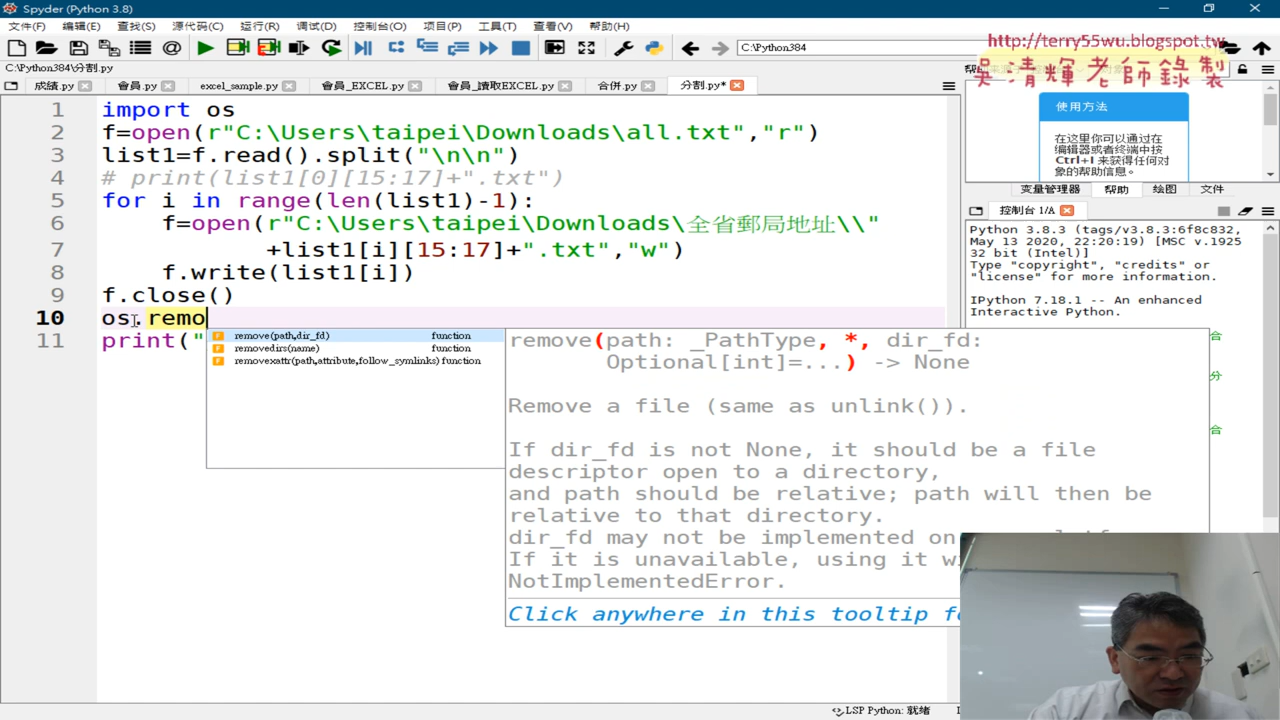 Spyder (Python 3.8)
文件(F) 编辑(E) 查找(S) 源代码(C) 运行(R) 调试(D) 控制台(O) 项目(P) 工具(T) 查看(V) 帮助(H)
C:\Python384
http://terry55wu.blogspot.tw
吳清輝老師錄製
C:\Python384\分割.py
成績.py 會員.py excel_sample.py 會員_EXCEL.py 會員_讀取EXCEL.py 合併.py 分割.py*
1 import os
2 f=open(r"C:\Users\taipei\Downloads\all.txt","r")
3 list1=f.read().split("\n\n")
4 # print(list1[0][15:17]+".txt")
5 for i in range(len(list1)-1):
6 f=open(r"C:\Users\taipei\Downloads\全省郵局地址\\"
7 +list1[i][15:17]+".txt","w")
8 f.write(list1[i])
9 f.close()
10 os.remo
11 print("
remove(path,dir_fd) function
removedirs(name) function
removexattr(path,attribute,follow_symlinks) function
remove(path: _PathType, *, dir_fd:
Optional[int]=...) -> None
Remove a file (same as unlink()).
If dir_fd is not None, it should be a file
descriptor open to a directory,
and path should be relative; path will then be
relative to that directory.
dir_fd may not be implemented on
If it is unavailable, using it w
NotImplementedError.
Click anywhere in this tooltip fo
使用方法
在这里你可以通过在
编辑器或者终端中按
Ctrl+I 来获得任何对
象的帮助信息。
变量管理器 帮助 绘图 文件
控制台 1/A
Python 3.8.3 (tags/v3.8.3:6f8c832,
May 13 2020, 22:20:19) [MSC v.1925
32 bit (Intel)]
Type "copyright", "credits" or
"license" for more information.
IPython 7.18.1 -- An enhanced
Interactive Python.
合
分
合
LSP Python: 就绪